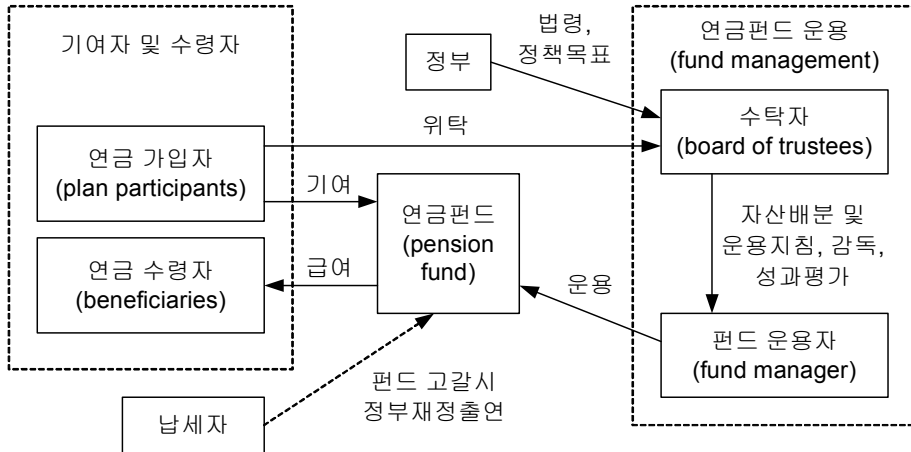 기여자 및 수령자
연금 가입자
(plan participants)
연금 수령자
(beneficiaries)
납세자
정부
법령,
정책목표
위탁
기여
급여
연금펀드
(pension
fund)
운용
펀드 고갈시
정부재정출연
연금펀드 운용
(fund management)
수탁자
(board of trustees)
자산배분 및
운용지침, 감독,
성과평가
펀드 운용자
(fund manager)